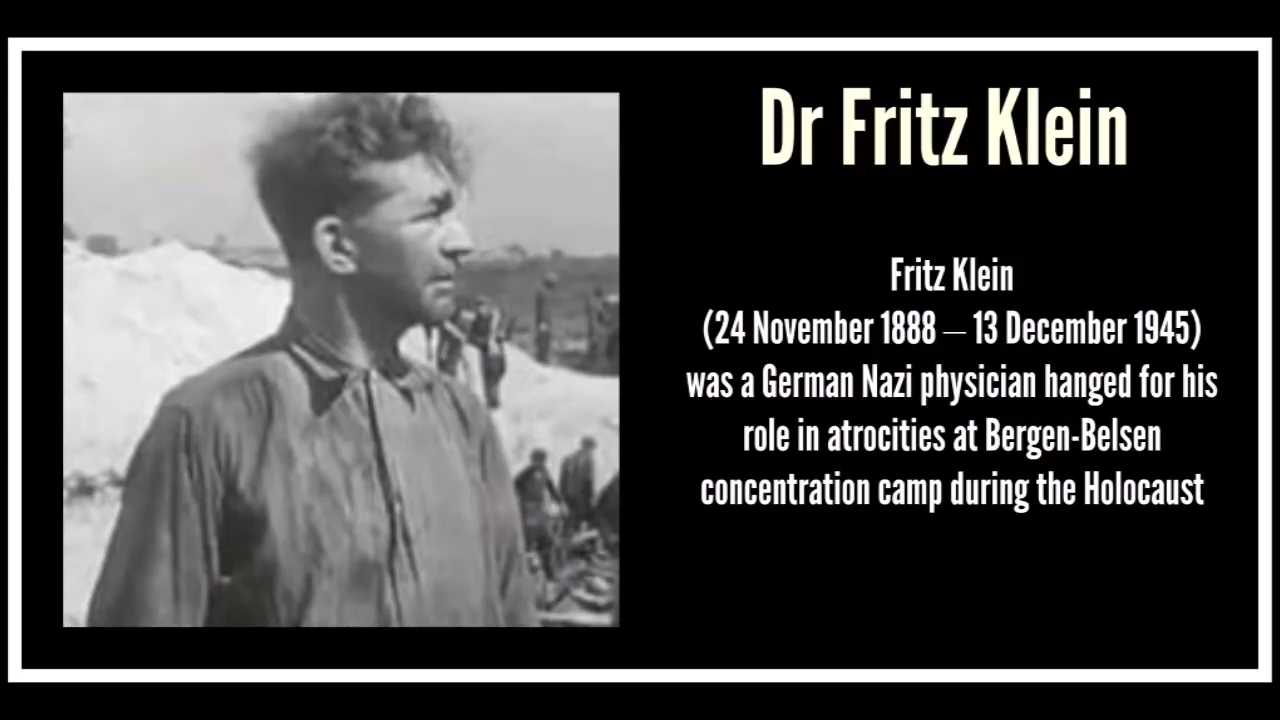 Dr Fritz Klein
Fritz Klein
(24 November 1888 – 13 December 1945)
was a German Nazi physician hanged for his
role in atrocities at Bergen-Belsen
concentration camp during the Holocaust